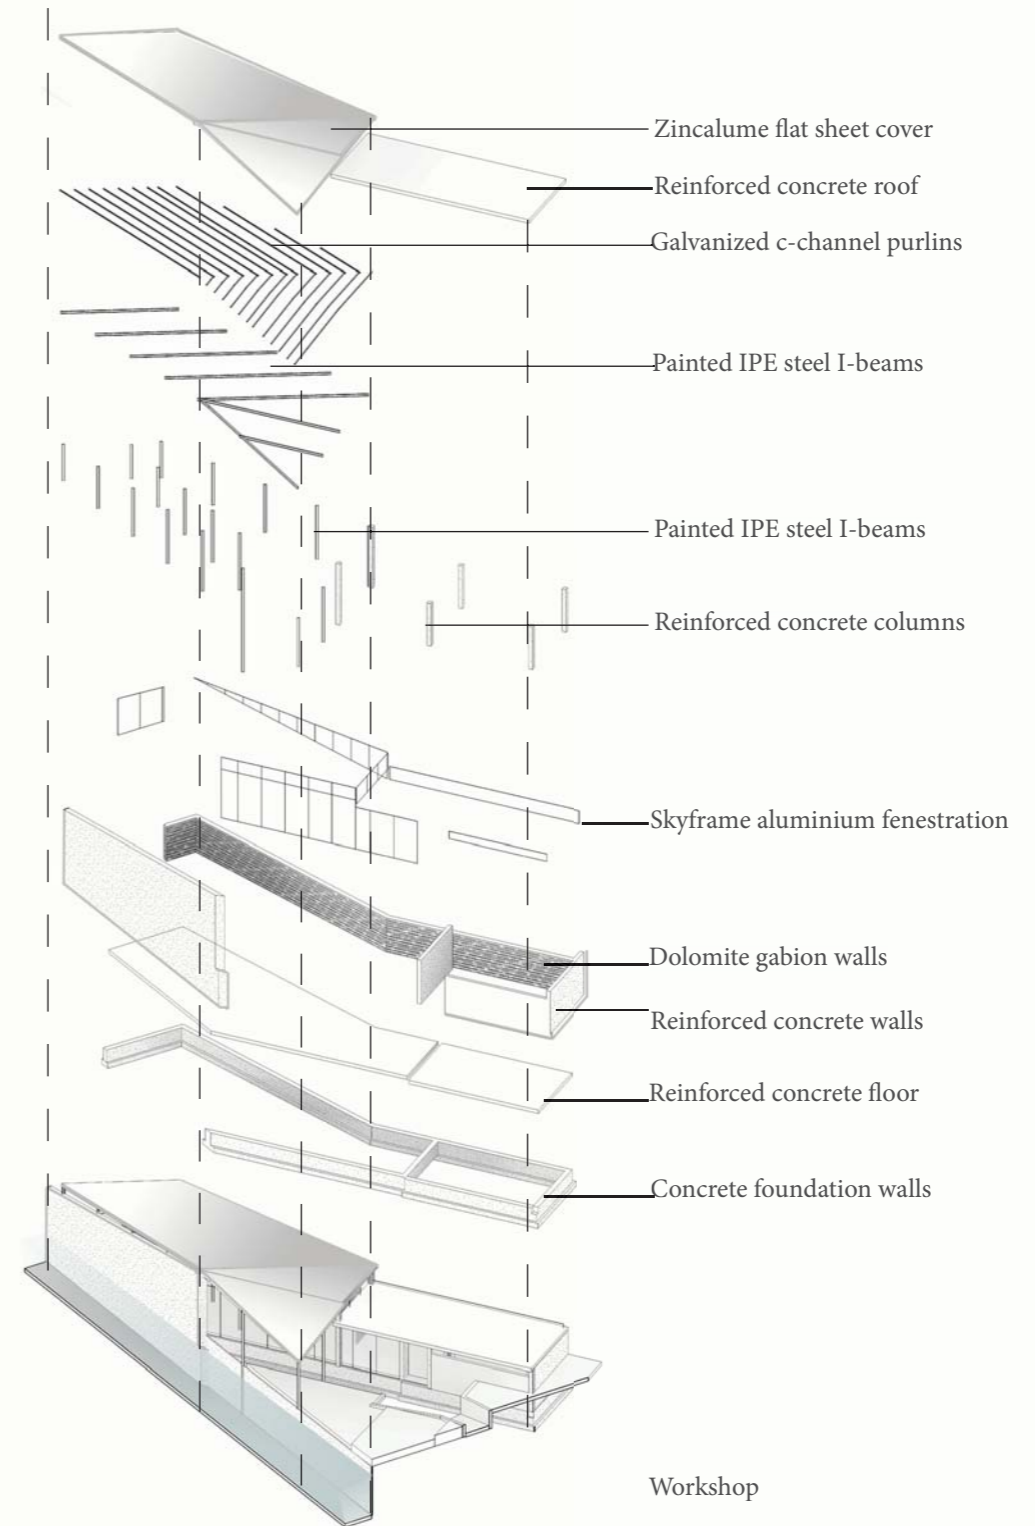 Zincalume flat sheet cover
Reinforced concrete roof
Galvanized c-channel purlins
Painted IPE steel I-beams
Painted IPE steel I-beams
Reinforced concrete columns
Skyframe aluminium fenestration
Dolomite gabion walls
Reinforced concrete walls
Reinforced concrete floor
Concrete foundation walls
Workshop